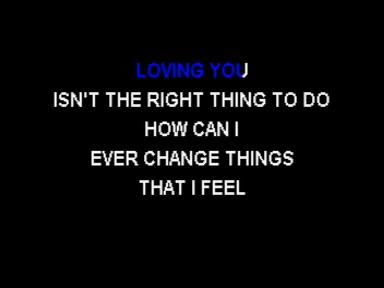 LOVING YOU
ISN'T THE RIGHT THING TO DO
HOW CAN I
EVER CHANGE THINGS
THAT I FEEL